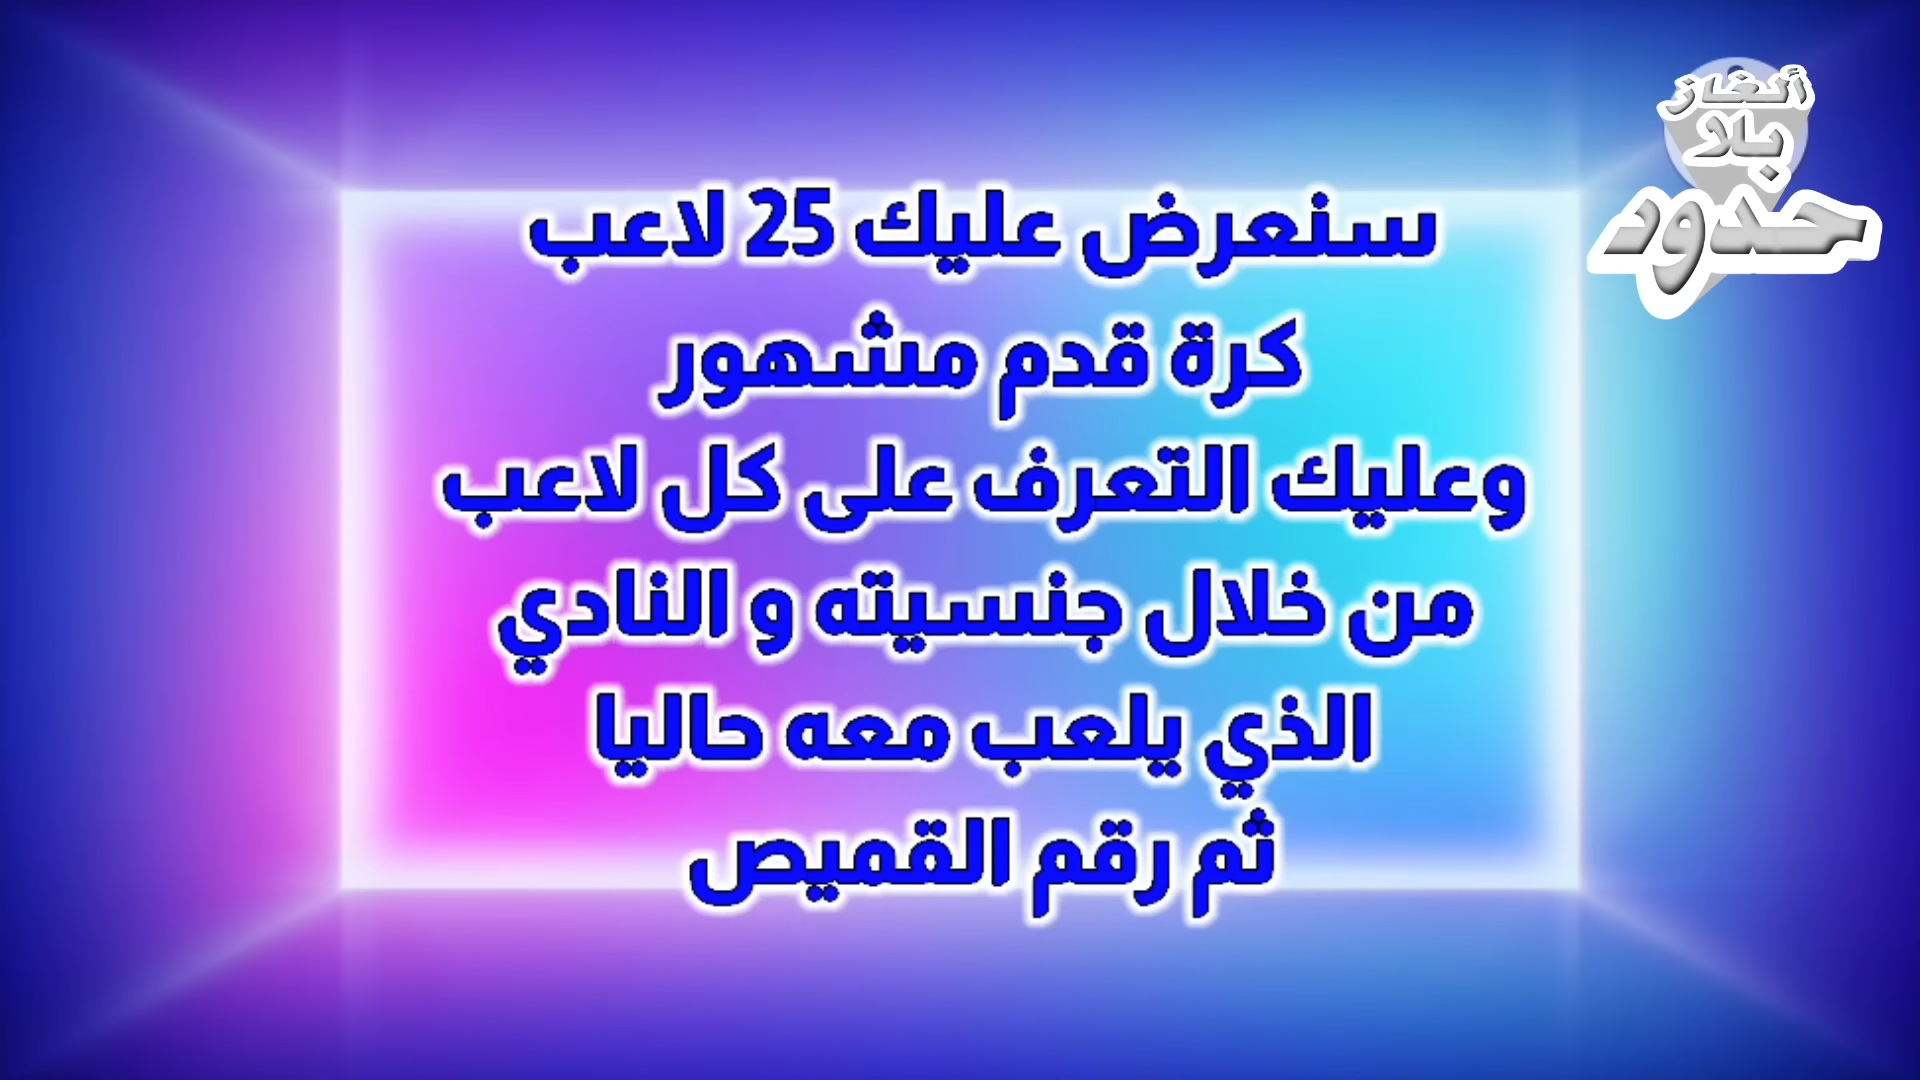 سنعرض عليك 25 لاعب
كرة قدم مشهور
وعليك التعرف على كل لاعب
من خلال جنسيته و النادي
الذي يلعب معه حاليا
ثم رقم القميص
ألغاز
بلا
حدود